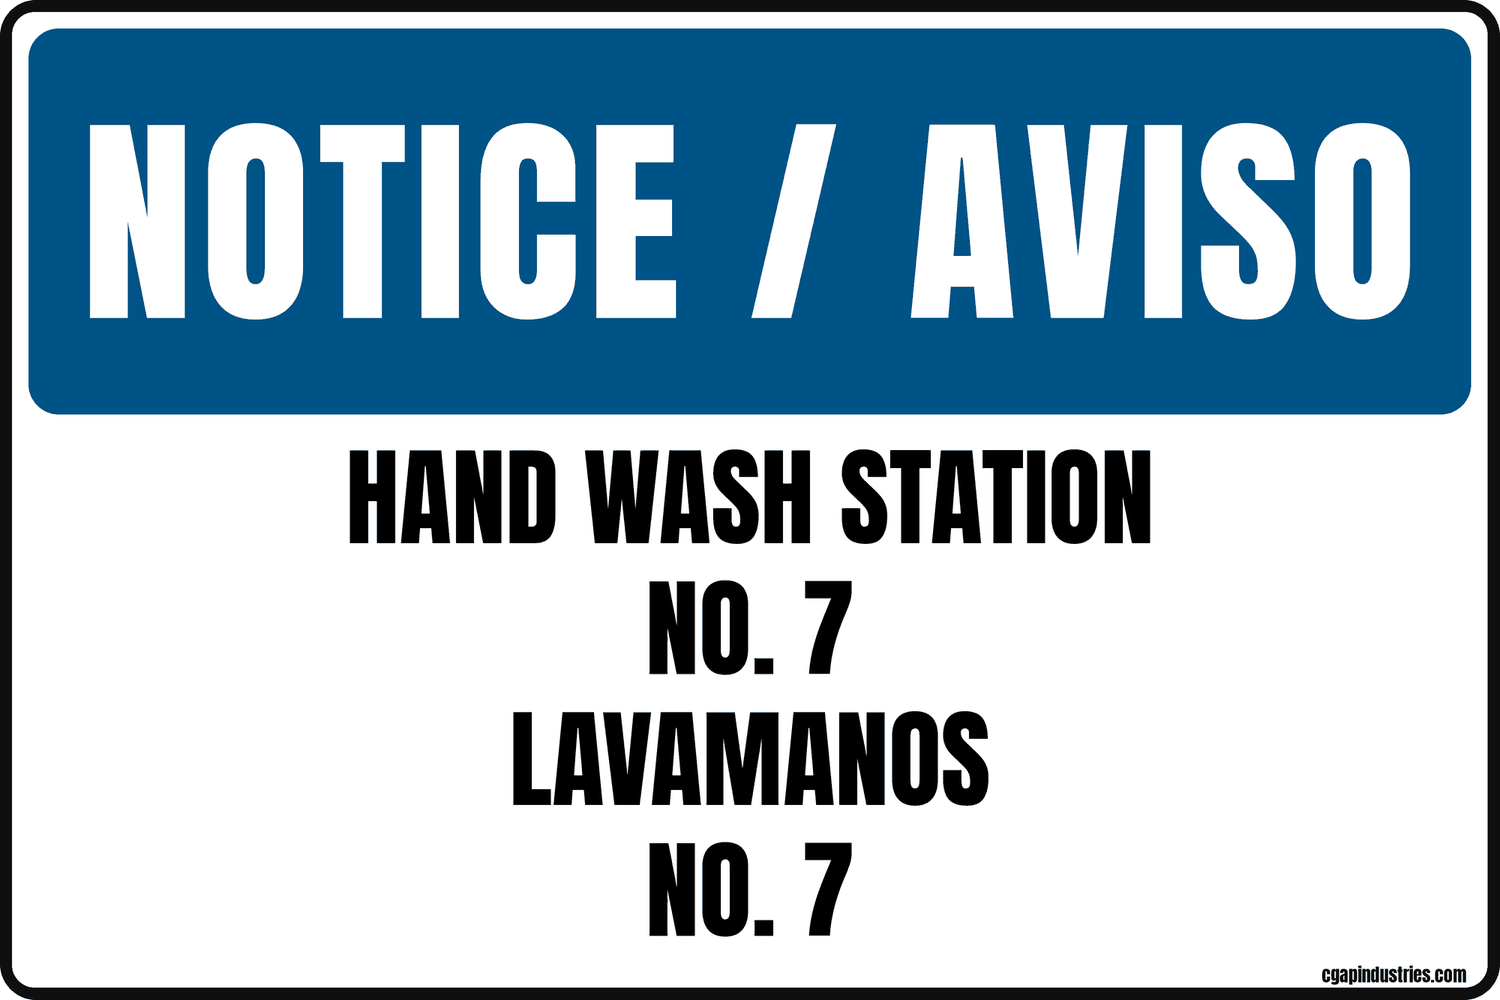 NOTICE / AVISO
HAND WASH STATION
NO. 7
LAVAMANOS
NO. 7
cgapindustries.com